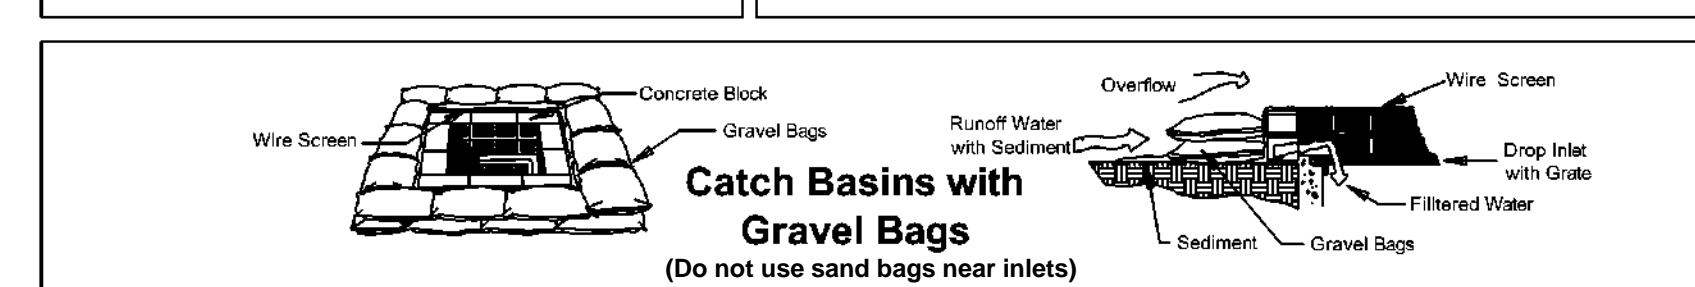 Concrete Block
Gravel Bags
Wire Screen
Catch Basins with
Gravel Bags
(Do not use sand bags near inlets)
Overflow
Wire Screen
Runoff Water
with Sediment
Drop Inlet
with Grate
Filltered Water
Sediment
Gravel Bags